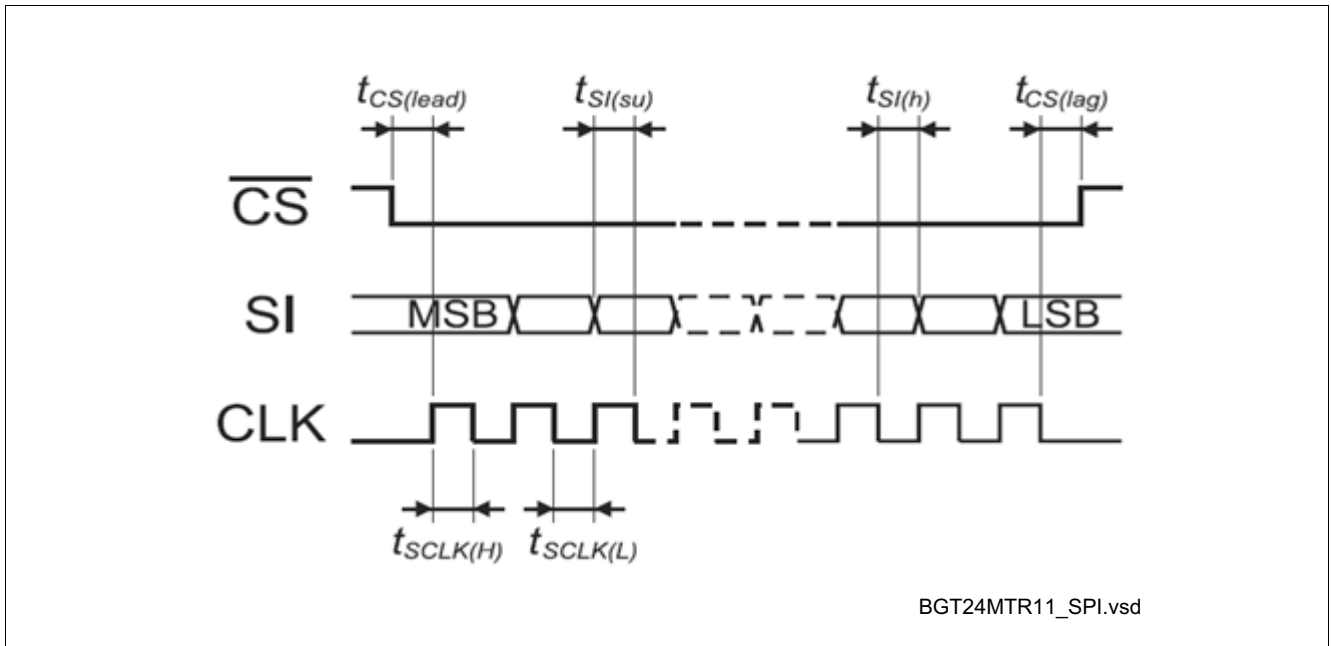 tCS(lead) tSI(su) tSI(h) tCS(lag)
CS
SI MSB LSB
CLK
tSCLK(H) tSCLK(L)
BGT24MTR11_SPI.vsd